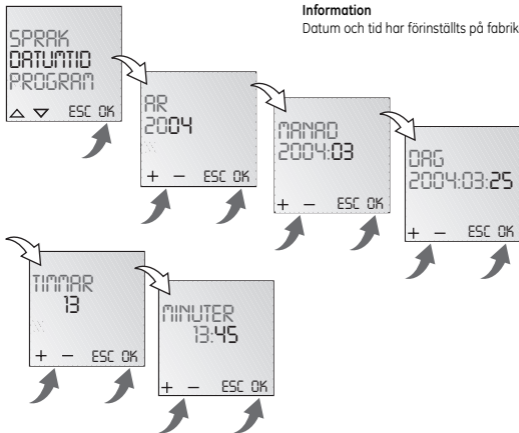 Information
Datum och tid har förinställts på fabrik
SPRAK
DATUMTID
PROGRAM
ESC OK
AR
2004
+ − ESC OK
MANAD
2004:03
+ − ESC OK
DAG
2004:03:25
+ − ESC OK
TIMMAR
13
+ − ESC OK
MINUTER
13:45
+ − ESC OK